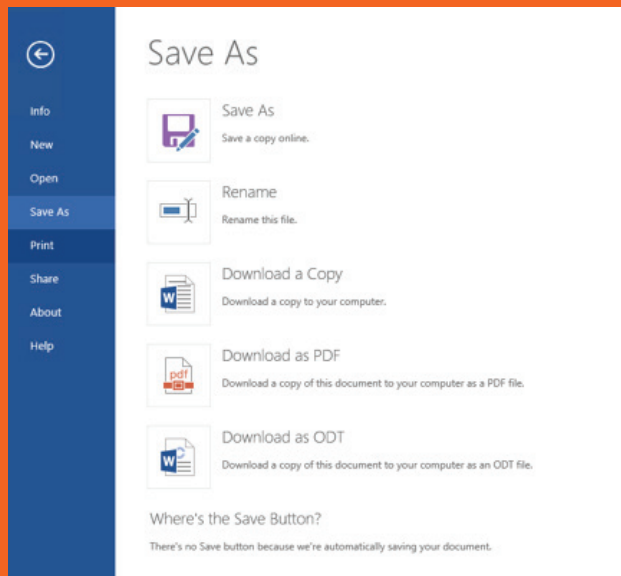 Info
New
Open
Save As
Print
Share
About
Help
Save As
Save As
Save a copy online.
Rename
Rename this file.
Download a Copy
Download a copy to your computer.
Download as PDF
Download a copy of this document to your computer as a PDF file.
Download as ODT
Download a copy of this document to your computer as an ODT file.
Where's the Save Button?
There's no Save button because we're automatically saving your document.
W
pdf
W